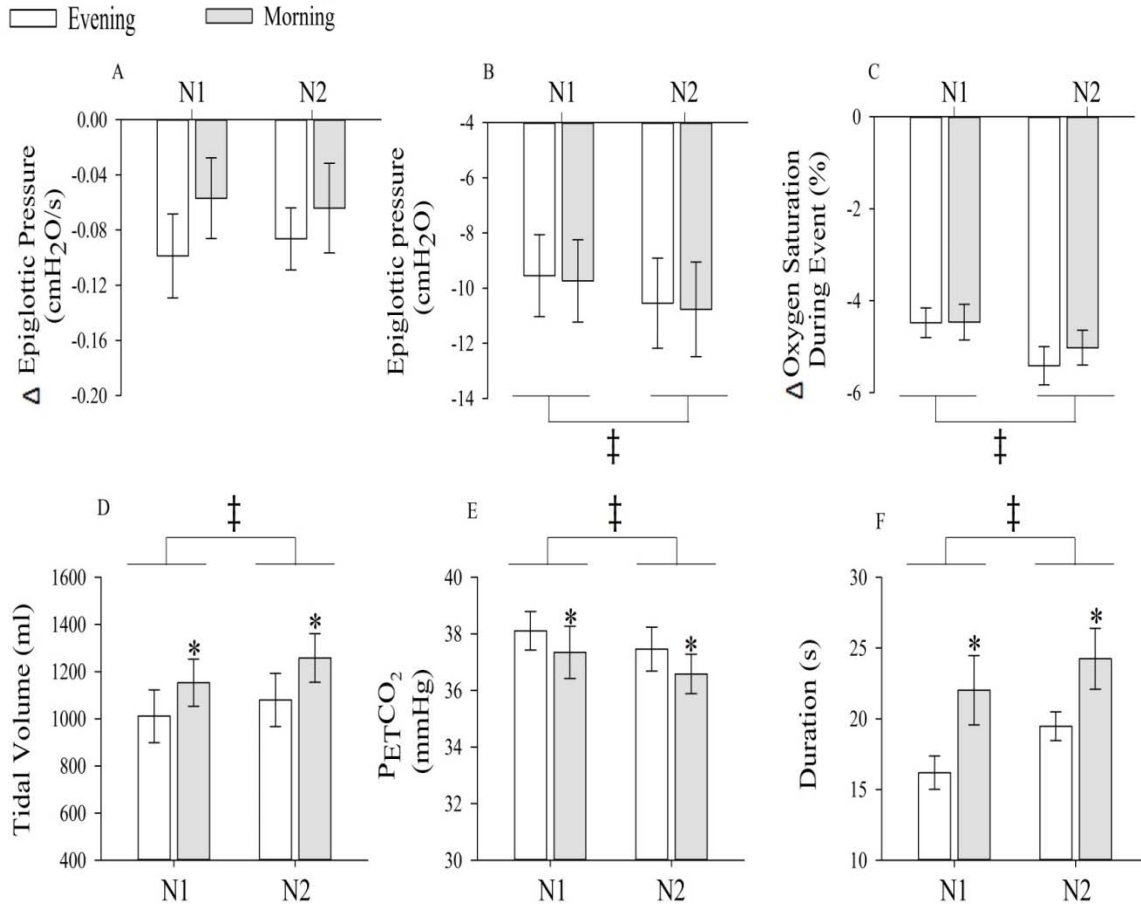 Evening Morning
A
N1 N2
0.00
-0.04
-0.08
-0.12
-0.16
-0.20
Δ Epiglottic Pressure
(cmH₂O/s)
B
N1 N2
-4
-6
-8
-10
-12
-14
Epiglottic pressure
(cmH₂O)
‡
C
N1 N2
0
-2
-4
-6
Δ Oxygen Saturation
During Event (%)
‡
D
‡
1600
1400
1200
1000
800
600
400
Tidal Volume (ml)
* *
N1 N2
E
‡
40
38
36
34
32
30
PETCO₂
(mmHg)
* *
N1 N2
F
‡
30
25
20
15
10
Duration (s)
* *
N1 N2